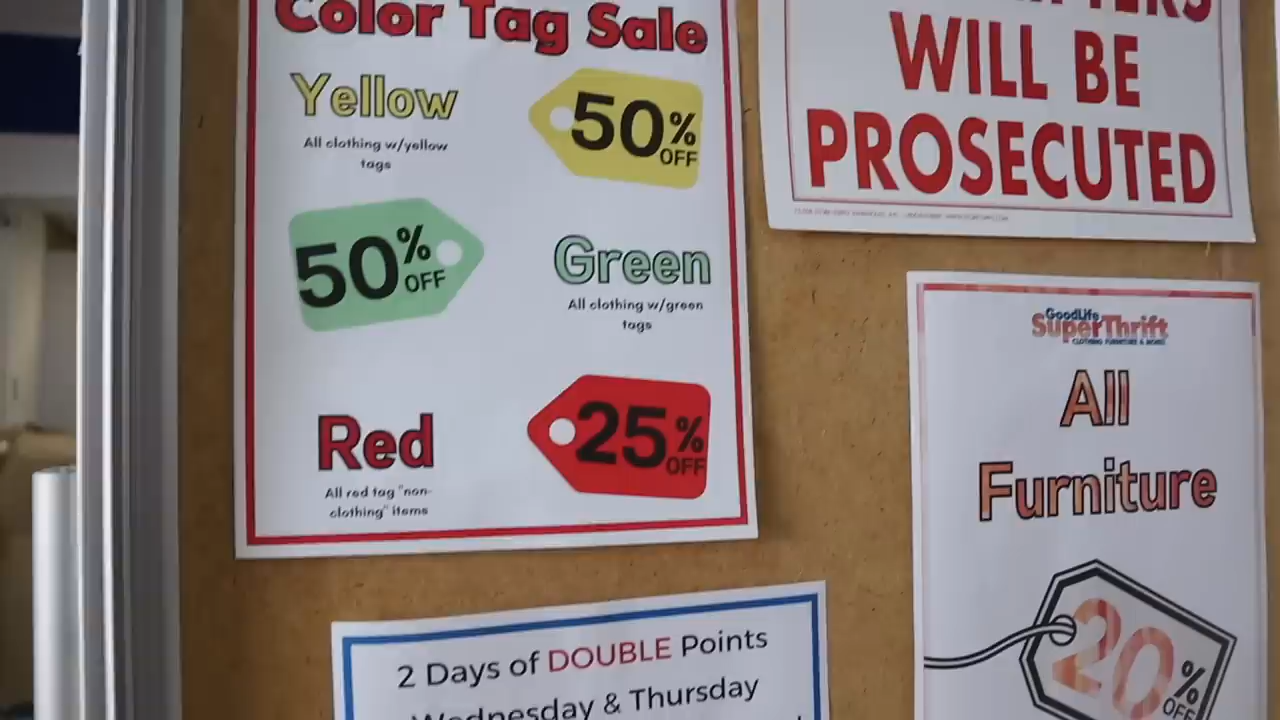 Color Tag Sale
Yellow
All clothing w/yellow
tags
50%
OFF
50%
OFF
Green
All clothing w/green
tags
Red
All red tag "non-
clothing" items
25%
OFF
WILL BE
PROSECUTED
GoodLife
SuperThrift
CLOTHING FURNITURE & MORE!
All
Furniture
20%
OFF
2 Days of DOUBLE Points
Wednesday & Thursday